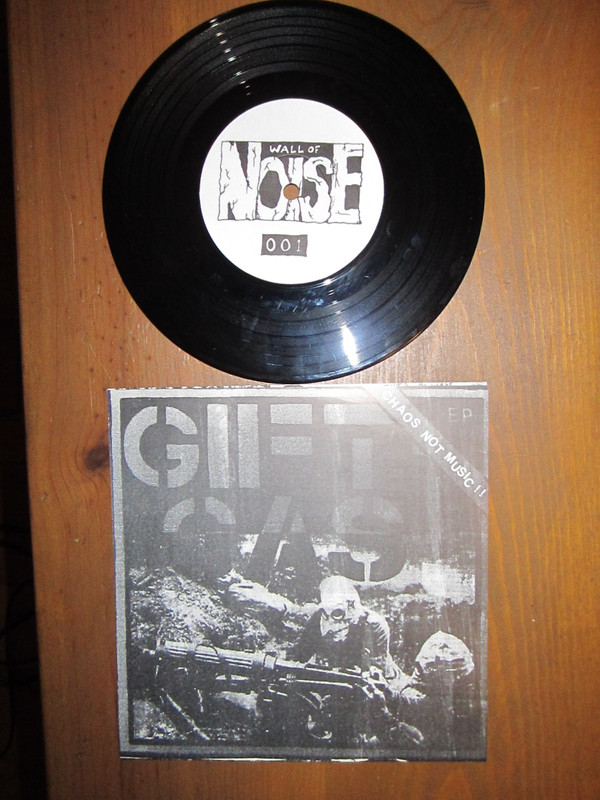 WALL OF
NOISE
001
GIFT
GAS
EP
CHAOS NOT MUSIC!!